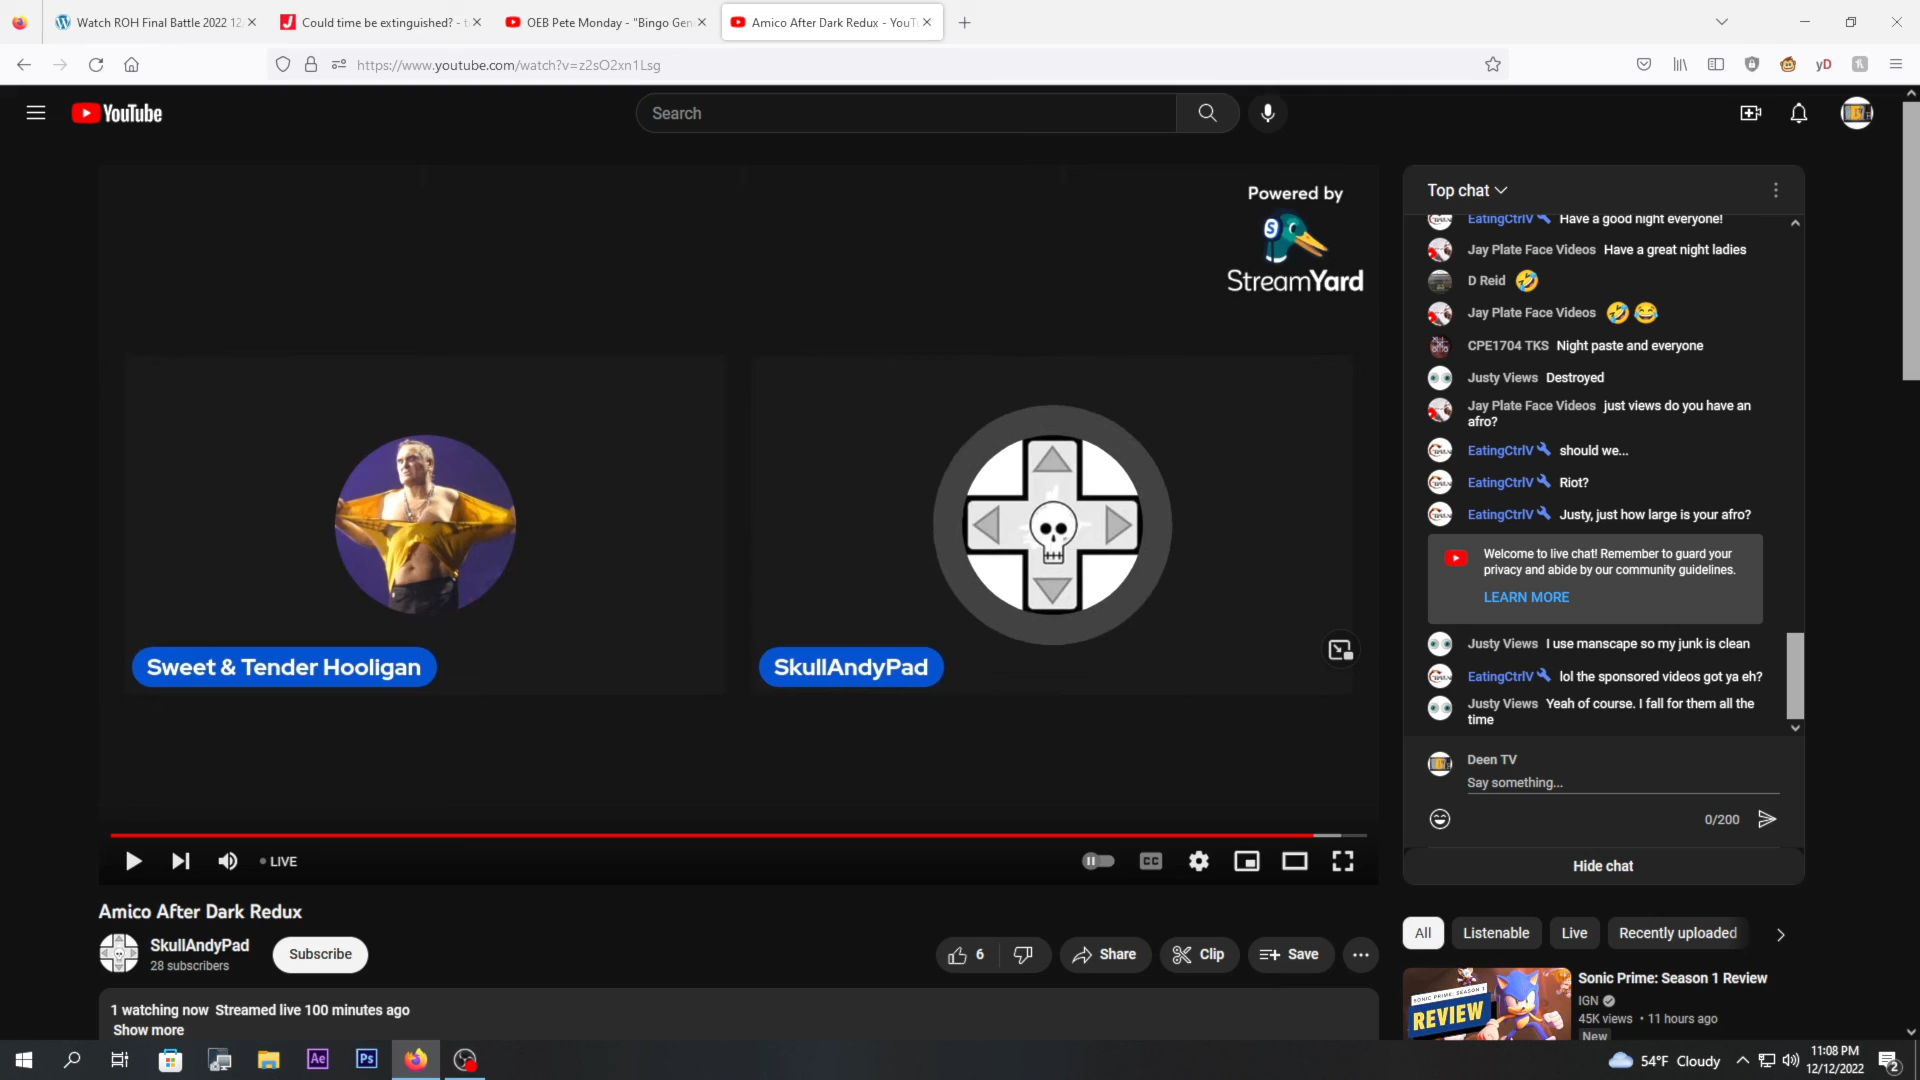 Watch ROH Final Battle 2022 12/
Could time be extinguished? - t
OEB Pete Monday - "Bingo Gen
Amico After Dark Redux - YouT
https://www.youtube.com/watch?v=z2sO2xn1Lsg
yD
YouTube
Search
Powered by
StreamYard
Sweet & Tender Hooligan
SkullAndyPad
LIVE
CC
Top chat
EatingCtrlV Have a good night everyone!
Jay Plate Face Videos Have a great night ladies
D Reid
Jay Plate Face Videos
CPE1704 TKS Night paste and everyone
Justy Views Destroyed
Jay Plate Face Videos just views do you have an
afro?
EatingCtrlV should we...
EatingCtrlV Riot?
EatingCtrlV Justy, just how large is your afro?
Welcome to live chat! Remember to guard your
privacy and abide by our community guidelines.
LEARN MORE
Justy Views I use manscape so my junk is clean
EatingCtrlV lol the sponsored videos got ya eh?
Justy Views Yeah of course. I fall for them all the
time
Deen TV
Say something...
0/200
Hide chat
Amico After Dark Redux
SkullAndyPad
28 subscribers
Subscribe
6
Share
Clip
Save
1 watching now Streamed live 100 minutes ago
Show more
All
Listenable
Live
Recently uploaded
SONIC PRIME: SEASON 1
REVIEW
Sonic Prime: Season 1 Review
IGN
45K views • 11 hours ago
New
Ae
Ps
54°F Cloudy
11:08 PM
12/12/2022
2